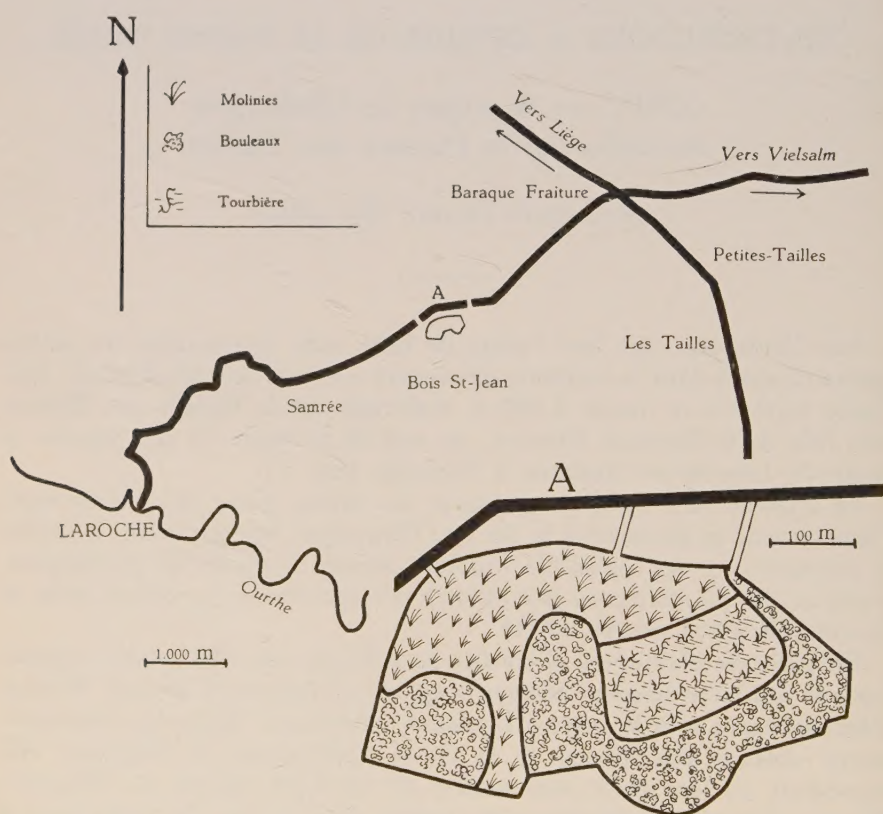 N
Molinies
Bouleaux
Tourbière
Vers Liége
Vers Vielsalm
Baraque Fraiture
Petites-Tailles
A
Les Tailles
Bois St-Jean
Samrée
LAROCHE
Ourthe
1.000 m
A
100 m